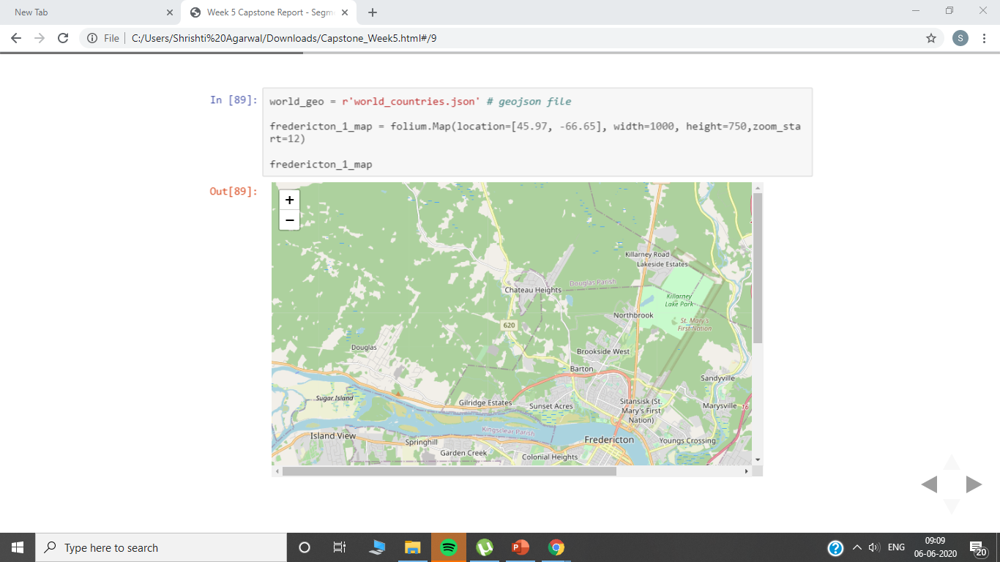 New Tab
Week 5 Capstone Report - Segm
File
C:/Users/Shrishti%20Agarwal/Downloads/Capstone_Week5.html#/9
S
In [89]:
world_geo = r'world_countries.json' # geojson file
fredericton_1_map = folium.Map(location=[45.97, -66.65], width=1000, height=750,zoom_sta
rt=12)
fredericton_1_map
Out[89]:
+
−
Killarney Road
Lakeside Estates
Douglas Parish
Chateau Heights
Killarney
Lake Park
Northbrook
St. Mary's
First Nation
620
Douglas
Brookside West
Barton
Sandyville
Sugar Island
Gilridge Estates
Sunset Acres
Sitansisk (St.
Mary's First
Nation)
Marysville
16
Kingsclear Parish
Island View
Springhill
Fredericton
Youngs Crossing
Garden Creek
Colonial Heights
Type here to search
ENG
09:09
06-06-2020
20